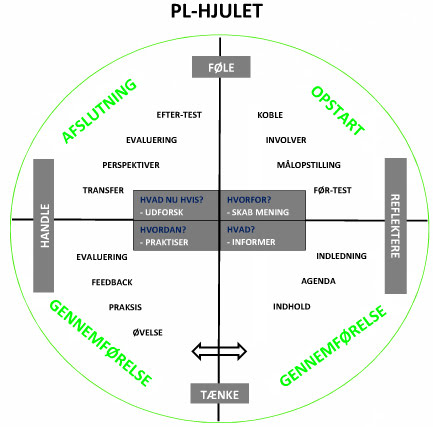 PL-HJULET
FØLE
AFSLUTNING
OPSTART
EFTER-TEST
KOBLE
EVALUERING
INVOLVER
PERSPEKTIVER
MÅLOPSTILLING
TRANSFER
FØR-TEST
HANDLE
REFLEKTERE
HVAD NU HVIS?
- UDFORSK
HVORFOR?
- SKAB MENING
HVORDAN?
- PRAKTISER
HVAD?
- INFORMER
EVALUERING
INDLEDNING
FEEDBACK
AGENDA
PRAKSIS
INDHOLD
ØVELSE
GENNEMFØRELSE
GENNEMFØRELSE
TÆNKE